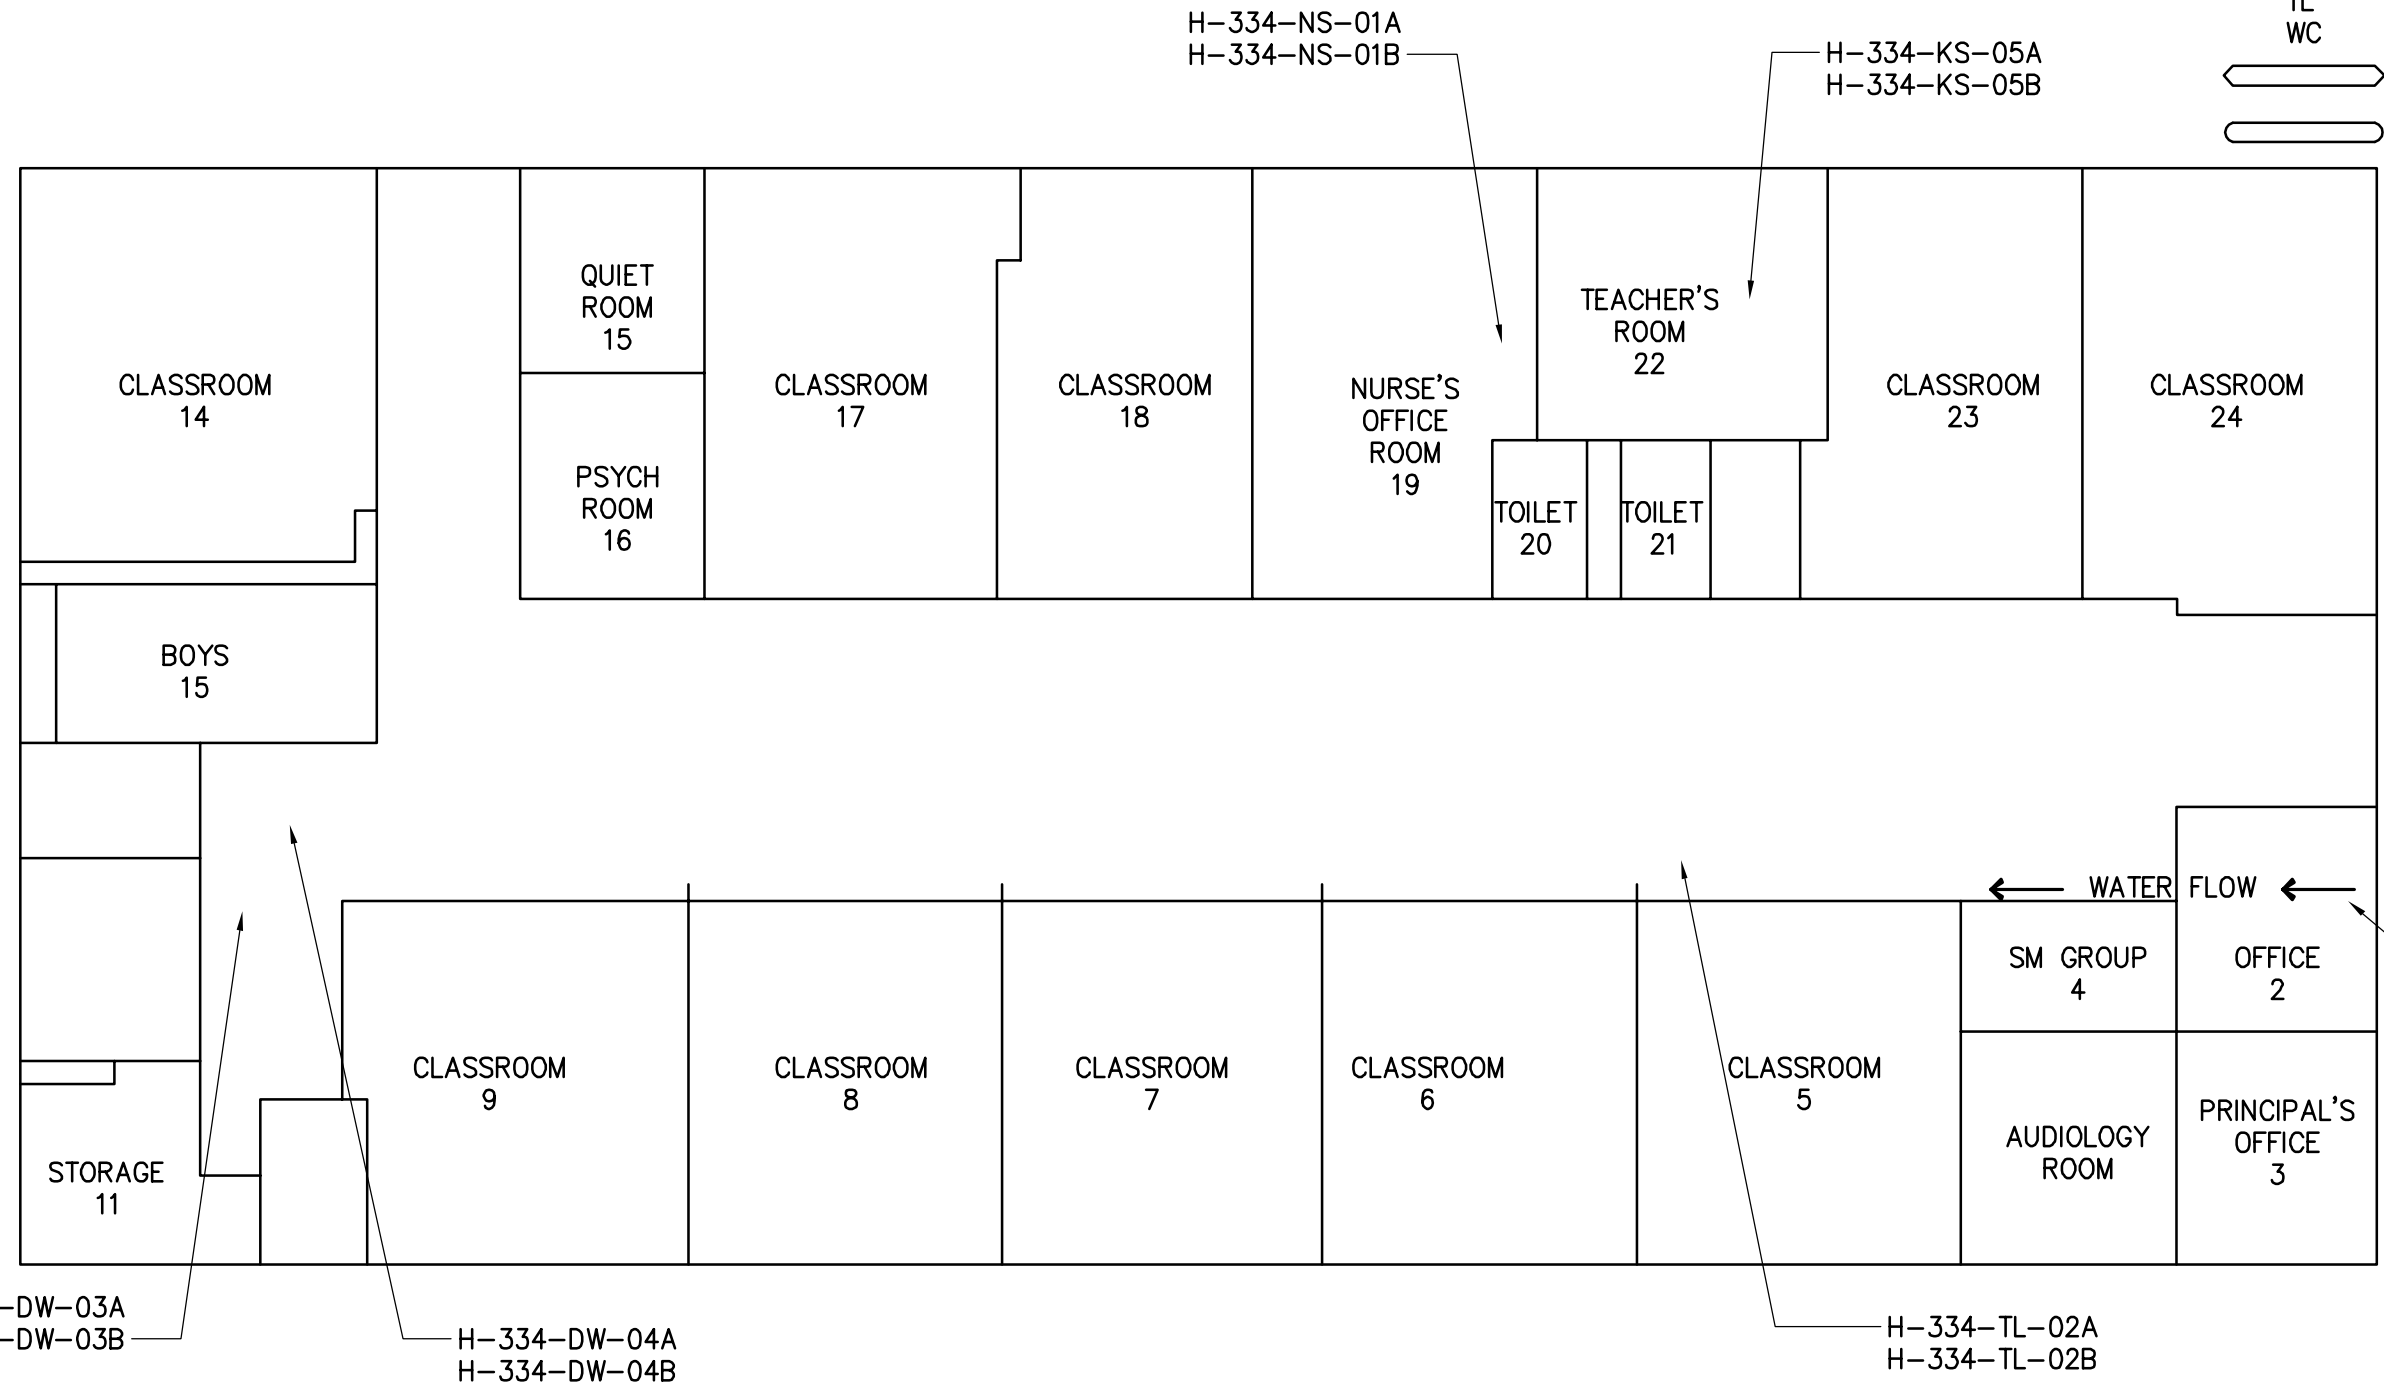 TL
WC
H-334-NS-01A
H-334-NS-01B
H-334-KS-05A
H-334-KS-05B
CLASSROOM
14
QUIET
ROOM
15
PSYCH
ROOM
16
CLASSROOM
17
CLASSROOM
18
NURSE'S
OFFICE
ROOM
19
TEACHER'S
ROOM
22
TOILET
20
TOILET
21
CLASSROOM
23
CLASSROOM
24
BOYS
15
WATER FLOW
STORAGE
11
CLASSROOM
9
CLASSROOM
8
CLASSROOM
7
CLASSROOM
6
CLASSROOM
5
SM GROUP
4
OFFICE
2
AUDIOLOGY
ROOM
PRINCIPAL'S
OFFICE
3
-DW-03A
-DW-03B
H-334-DW-04A
H-334-DW-04B
H-334-TL-02A
H-334-TL-02B